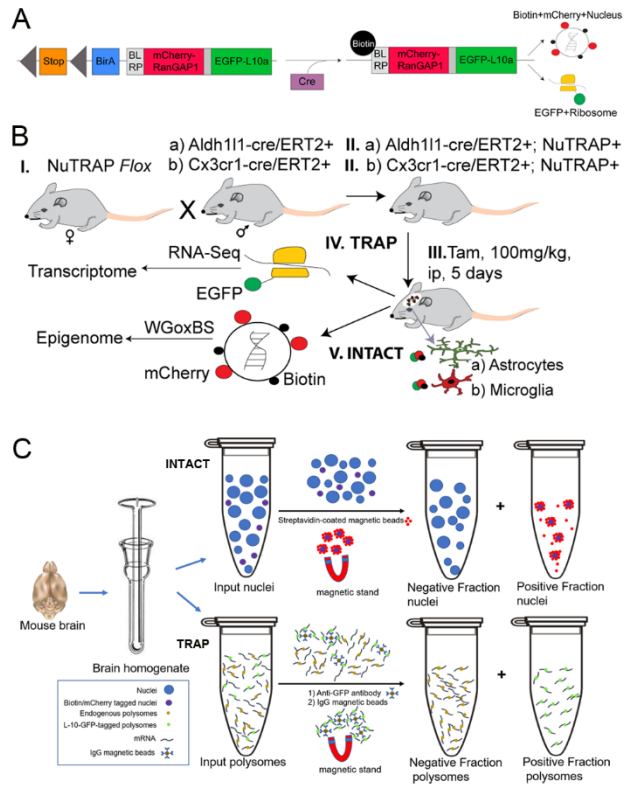 A
Stop
BirA
BL
RP
mCherry-
RanGAP1
EGFP-L10a
Cre
Biotin
BL
RP
mCherry-
RanGAP1
EGFP-L10a
Biotin+mCherry+Nucleus
EGFP+Ribosome
B
I. NuTRAP Flox
a) Aldh1l1-cre/ERT2+
b) Cx3cr1-cre/ERT2+
II. a) Aldh1l1-cre/ERT2+; NuTRAP+
II. b) Cx3cr1-cre/ERT2+; NuTRAP+
♀
X
♂
IV. TRAP
III.Tam, 100mg/kg,
ip, 5 days
RNA-Seq
Transcriptome
EGFP
WGoxBS
Epigenome
V. INTACT
mCherry
Biotin
a) Astrocytes
b) Microglia
C
INTACT
Streptavidin-coated magnetic beads
magnetic stand
+
Input nuclei
Negative Fraction
nuclei
Positive Fraction
nuclei
Mouse brain
Brain homogenate
TRAP
Nuclei
Biotin/mCherry tagged nuclei
Endogenous polysomes
L-10-GFP-tagged polysomes
mRNA
IgG magnetic beads
1) Anti-GFP antibody
2) IgG magnetic beads
magnetic stand
+
Input polysomes
Negative Fraction
polysomes
Positive Fraction
polysomes